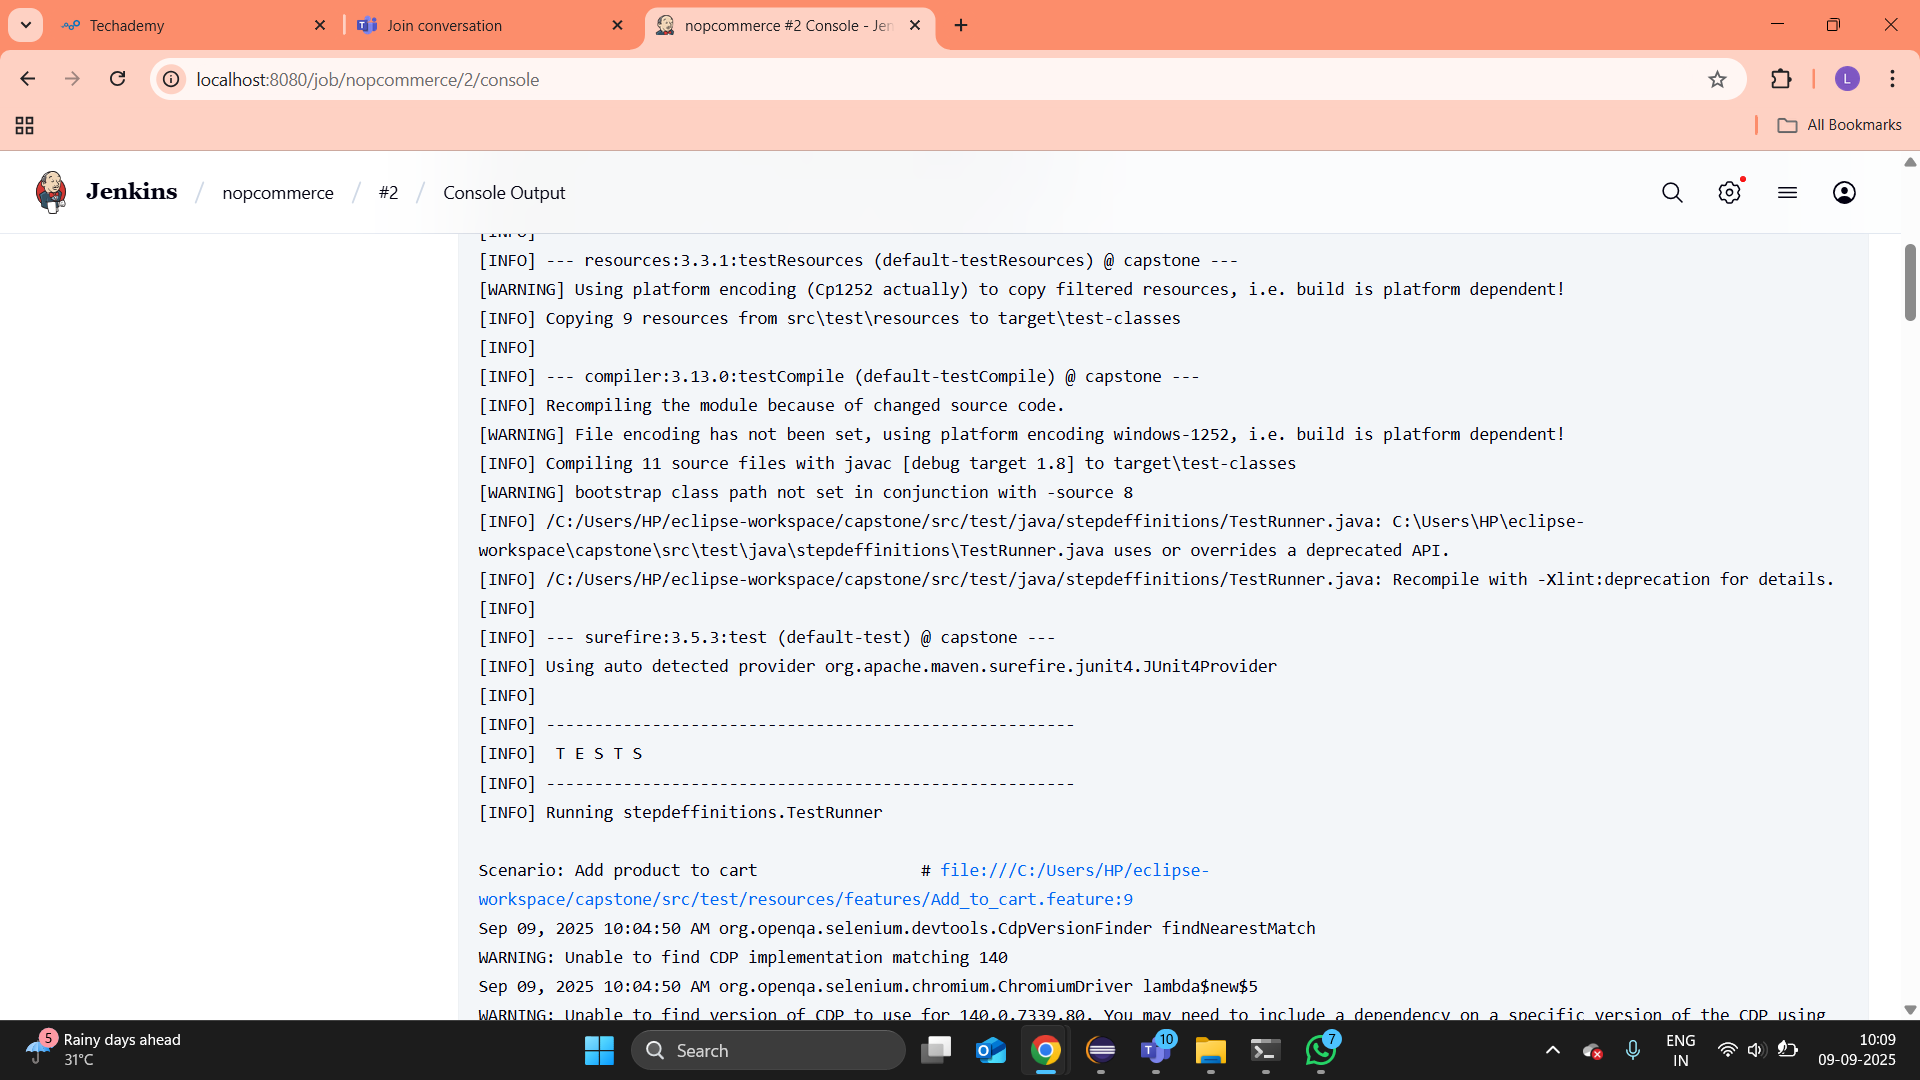 Techademy
Join conversation
nopcommerce #2 Console - Jen
localhost:8080/job/nopcommerce/2/console
L
All Bookmarks
Jenkins / nopcommerce / #2 / Console Output
[INFO]
[INFO] --- resources:3.3.1:testResources (default-testResources) @ capstone ---
[WARNING] Using platform encoding (Cp1252 actually) to copy filtered resources, i.e. build is platform dependent!
[INFO] Copying 9 resources from src\test\resources to target\test-classes
[INFO]
[INFO] --- compiler:3.13.0:testCompile (default-testCompile) @ capstone ---
[INFO] Recompiling the module because of changed source code.
[WARNING] File encoding has not been set, using platform encoding windows-1252, i.e. build is platform dependent!
[INFO] Compiling 11 source files with javac [debug target 1.8] to target\test-classes
[WARNING] bootstrap class path not set in conjunction with -source 8
[INFO] /C:/Users/HP/eclipse-workspace/capstone/src/test/java/stepdeffinitions/TestRunner.java: C:\Users\HP\eclipse-
workspace\capstone\src\test\java\stepdeffinitions\TestRunner.java uses or overrides a deprecated API.
[INFO] /C:/Users/HP/eclipse-workspace/capstone/src/test/java/stepdeffinitions/TestRunner.java: Recompile with -Xlint:deprecation for details.
[INFO]
[INFO] --- surefire:3.5.3:test (default-test) @ capstone ---
[INFO] Using auto detected provider org.apache.maven.surefire.junit4.JUnit4Provider
[INFO]
[INFO] -------------------------------------------------------
[INFO]  T E S T S
[INFO] -------------------------------------------------------
[INFO] Running stepdeffinitions.TestRunner
Scenario: Add product to cart                 # file:///C:/Users/HP/eclipse-
workspace/capstone/src/test/resources/features/Add_to_cart.feature:9
Sep 09, 2025 10:04:50 AM org.openqa.selenium.devtools.CdpVersionFinder findNearestMatch
WARNING: Unable to find CDP implementation matching 140
Sep 09, 2025 10:04:50 AM org.openqa.selenium.chromium.ChromiumDriver lambda$new$5
WARNING: Unable to find version of CDP to use for 140.0.7339.80. You may need to include a dependency on a specific version of the CDP using
5
Rainy days ahead
31°C
Search
10
7
ENG
IN
10:09
09-09-2025